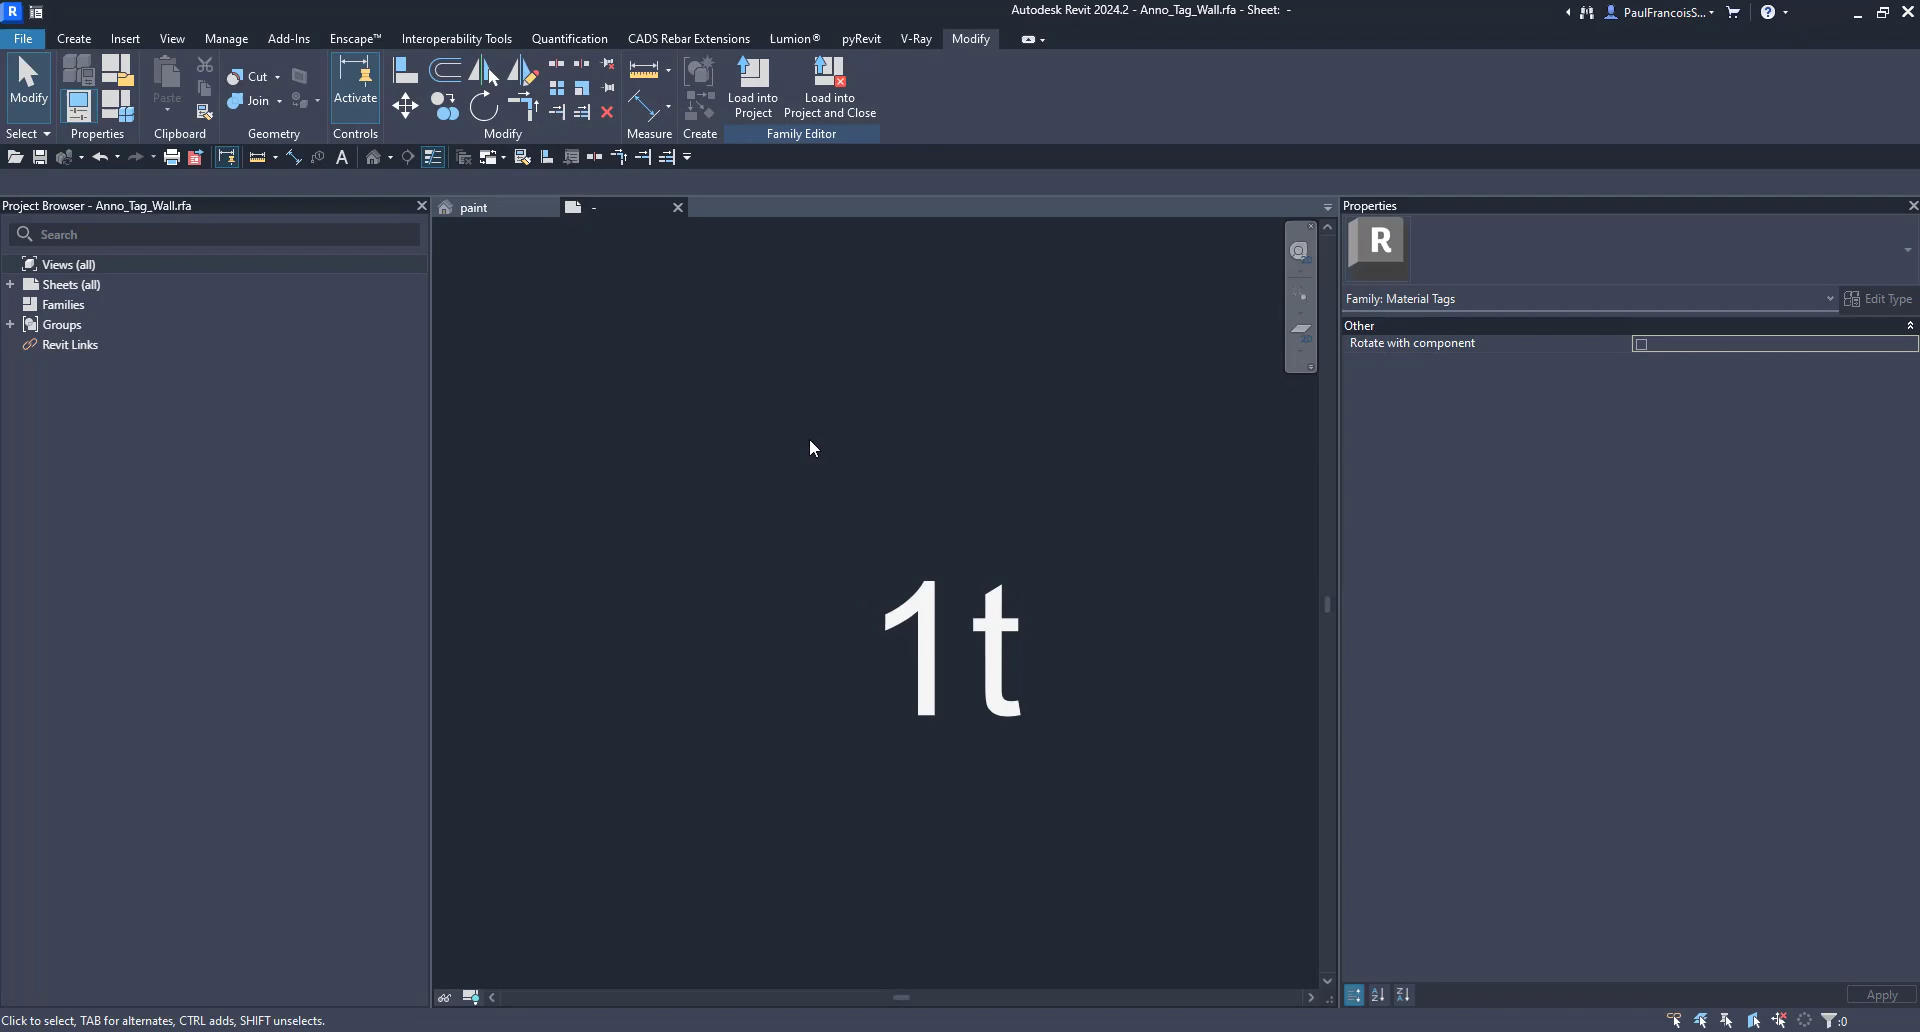 R
Autodesk Revit 2024.2 - Anno_Tag_Wall.rfa - Sheet: -
PaulFrancoisS...
File Create Insert View Manage Add-Ins Enscape™ Interoperability Tools Quantification CADS Rebar Extensions Lumion® pyRevit V-Ray Modify
Modify
Paste
Cut
Join
Activate
Load into Project
Load into Project and Close
Select Properties Clipboard Geometry Controls Modify Measure Create Family Editor
A
Project Browser - Anno_Tag_Wall.rfa
Search
Views (all)
Sheets (all)
Families
Groups
Revit Links
paint
-
2D
2D
1t
Properties
R
Family: Material Tags
Edit Type
Other
Rotate with component
Apply
Click to select, TAB for alternates, CTRL adds, SHIFT unselects.
:0